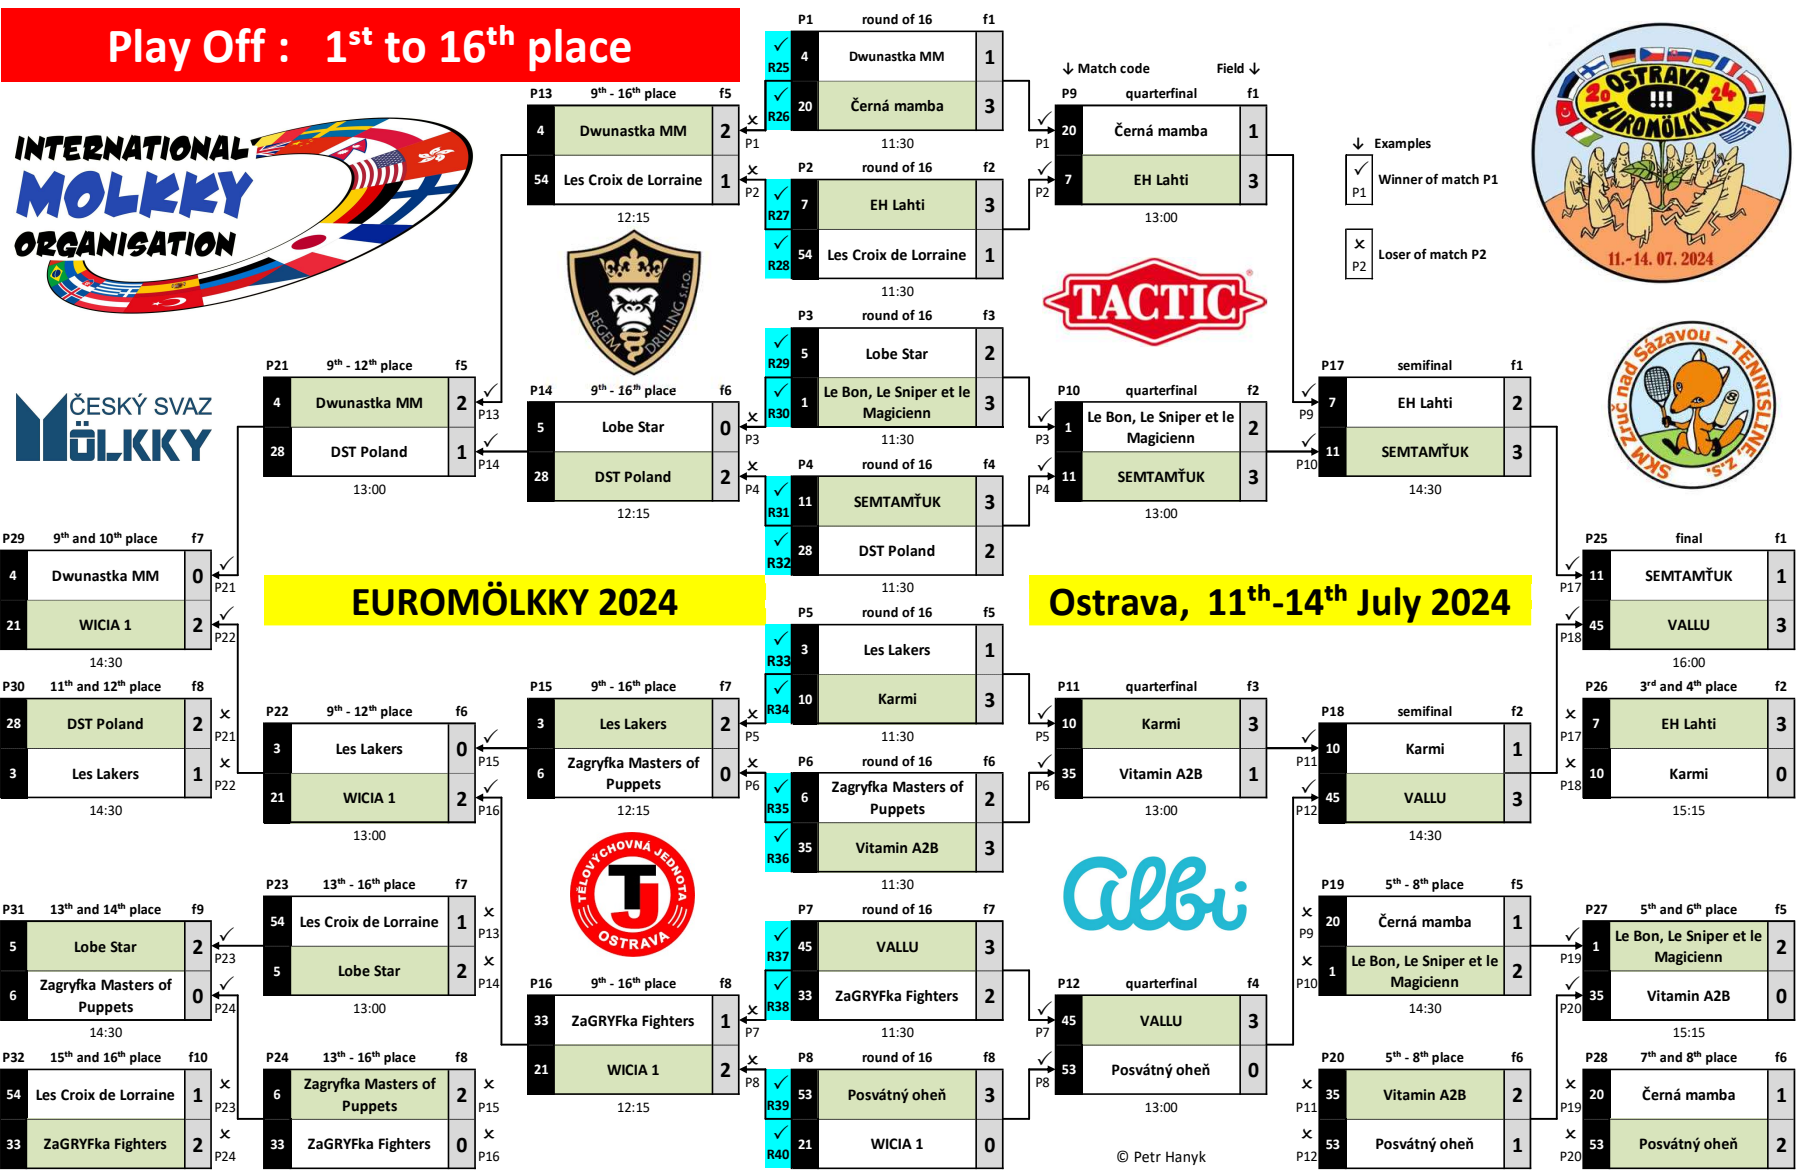 Play Off : 1st to 16th place
INTERNATIONAL
MOLKKY
ORGANISATION
ČESKÝ SVAZ
MÖLKKY
P1 round of 16 f1
R25 4 Dwunastka MM 1
R26 20 Černá mamba 3
11:30
P2 round of 16 f2
R27 7 EH Lahti 3
R28 54 Les Croix de Lorraine 1
11:30
P3 round of 16 f3
R29 5 Lobe Star 2
R30 1 Le Bon, Le Sniper et le
Magicienn 3
11:30
P4 round of 16 f4
R31 11 SEMTAMŤUK 3
R32 28 DST Poland 2
11:30
P5 round of 16 f5
R33 3 Les Lakers 1
R34 10 Karmi 3
11:30
P6 round of 16 f6
R35 6 Zagryfka Masters of
Puppets 2
R36 35 Vitamin A2B 3
11:30
P7 round of 16 f7
R37 45 VALLU 3
R38 33 ZaGRYFka Fighters 2
11:30
P8 round of 16 f8
R39 53 Posvátný oheň 3
R40 21 WICIA 1 0
P13 9th - 16th place f5
4 Dwunastka MM 2 ✗ P1
54 Les Croix de Lorraine 1 ✗ P2
12:15
REGEM DRILLING s.r.o.
P14 9th - 16th place f6
5 Lobe Star 0 ✗ P3
28 DST Poland 2 ✗ P4
12:15
P15 9th - 16th place f7
3 Les Lakers 2 ✗ P5
6 Zagryfka Masters of
Puppets 0 ✗ P6
12:15
TĚLOVÝCHOVNÁ JEDNOTA
TJ
OSTRAVA
P16 9th - 16th place f8
33 ZaGRYFka Fighters 1 ✗ P7
21 WICIA 1 2 ✗ P8
12:15
P21 9th - 12th place f5
4 Dwunastka MM 2 ✓ P13
28 DST Poland 1 ✓ P14
13:00
P22 9th - 12th place f6
3 Les Lakers 0 ✓ P15
21 WICIA 1 2 ✓ P16
13:00
P23 13th - 16th place f7
54 Les Croix de Lorraine 1 ✗ P13
5 Lobe Star 2 ✗ P14
13:00
P24 13th - 16th place f8
6 Zagryfka Masters of
Puppets 2 ✗ P15
33 ZaGRYFka Fighters 0 ✗ P16
P29 9th and 10th place f7
4 Dwunastka MM 0 ✓ P21
21 WICIA 1 2 ✓ P22
14:30
P30 11th and 12th place f8
28 DST Poland 2 ✗ P21
3 Les Lakers 1 ✗ P22
14:30
P31 13th and 14th place f9
5 Lobe Star 2 ✓ P23
6 Zagryfka Masters of
Puppets 0 ✓ P24
14:30
P32 15th and 16th place f10
54 Les Croix de Lorraine 1 ✗ P23
33 ZaGRYFka Fighters 2 ✗ P24
EUROMÖLKKY 2024
Ostrava, 11th-14th July 2024
↓ Match code Field ↓
P9 quarterfinal f1
✓ P1 20 Černá mamba 1
✓ P2 7 EH Lahti 3
13:00
TACTIC
®
P10 quarterfinal f2
✓ P3 1 Le Bon, Le Sniper et le
Magicienn 2
✓ P4 11 SEMTAMŤUK 3
13:00
P11 quarterfinal f3
✓ P5 10 Karmi 3
✓ P6 35 Vitamin A2B 1
13:00
albi
P12 quarterfinal f4
✓ P7 45 VALLU 3
✓ P8 53 Posvátný oheň 0
13:00
© Petr Hanyk
↓ Examples
✓ P1 Winner of match P1
✗ P2 Loser of match P2
P17 semifinal f1
✓ P9 7 EH Lahti 2
✓ P10 11 SEMTAMŤUK 3
14:30
P18 semifinal f2
✓ P11 10 Karmi 1
✓ P12 45 VALLU 3
14:30
P19 5th - 8th place f5
✗ P9 20 Černá mamba 1
✗ P10 1 Le Bon, Le Sniper et le
Magicienn 2
14:30
P20 5th - 8th place f6
✗ P11 35 Vitamin A2B 2
✗ P12 53 Posvátný oheň 1
OSTRAVA
20 !!! 24
EUROMÖLKKY
11.-14. 07. 2024
SKM Zruč nad Sázavou – TENNISLINE, z.s.
8
P25 final f1
✓ P17 11 SEMTAMŤUK 1
✓ P18 45 VALLU 3
16:00
P26 3rd and 4th place f2
✗ P17 7 EH Lahti 3
✗ P18 10 Karmi 0
15:15
P27 5th and 6th place f5
✓ P19 1 Le Bon, Le Sniper et le
Magicienn 2
✓ P20 35 Vitamin A2B 0
15:15
P28 7th and 8th place f6
✗ P19 20 Černá mamba 1
✗ P20 53 Posvátný oheň 2